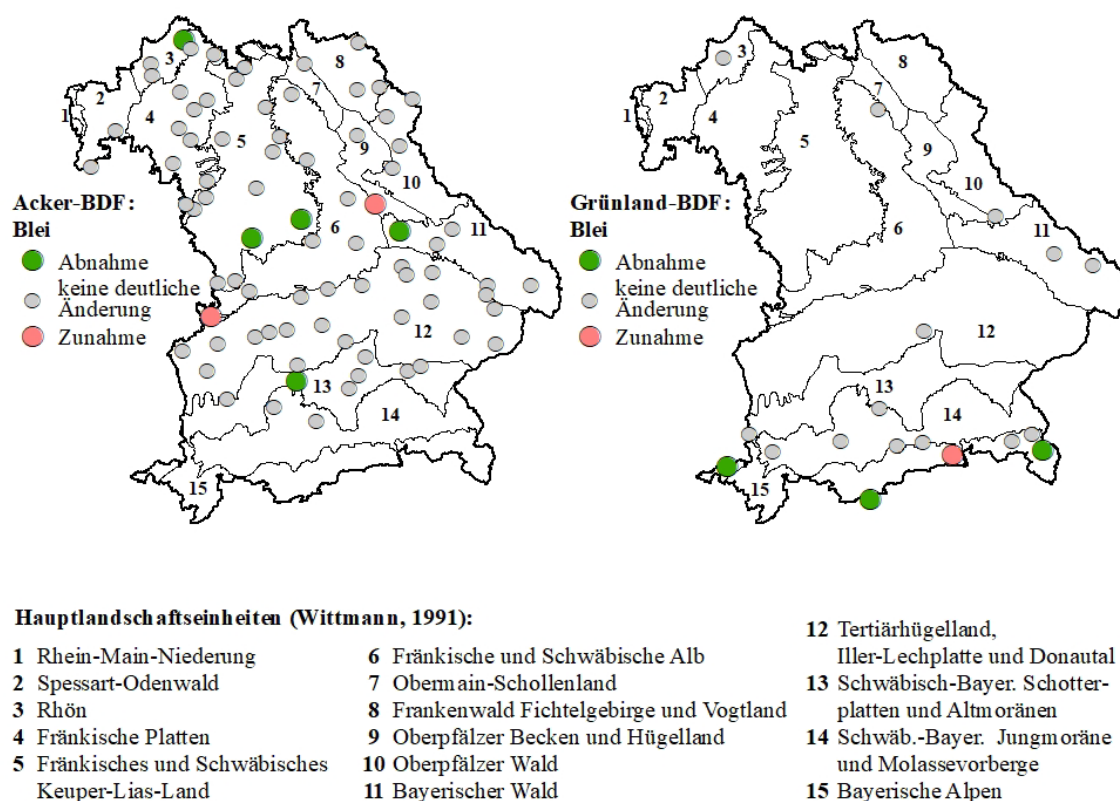 3
8
2
7
1
4
5
9
10
Acker-BDF:
Blei
6
11
Abnahme
keine deutliche
Änderung
Zunahme
12
13
14
15
3
8
2
7
1
4
5
9
10
Grünland-BDF:
Blei
6
11
Abnahme
keine deutliche
Änderung
Zunahme
12
13
14
15
Hauptlandschaftseinheiten (Wittmann, 1991):
1 Rhein-Main-Niederung
2 Spessart-Odenwald
3 Rhön
4 Fränkische Platten
5 Fränkisches und Schwäbisches
Keuper-Lias-Land
6 Fränkische und Schwäbische Alb
7 Obermain-Schollenland
8 Frankenwald Fichtelgebirge und Vogtland
9 Oberpfälzer Becken und Hügelland
10 Oberpfälzer Wald
11 Bayerischer Wald
12 Tertiärhügelland,
Iller-Lechplatte und Donautal
13 Schwäbisch-Bayer. Schotter-
platten und Altmoränen
14 Schwäb.-Bayer. Jungmoräne
und Molassevorberge
15 Bayerische Alpen